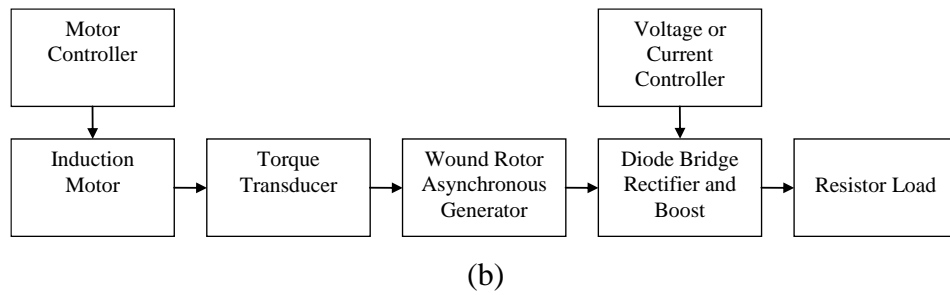 Motor
Controller
Voltage or
Current
Controller
Induction
Motor
Torque
Transducer
Wound Rotor
Asynchronous
Generator
Diode Bridge
Rectifier and
Boost
Resistor Load
(b)